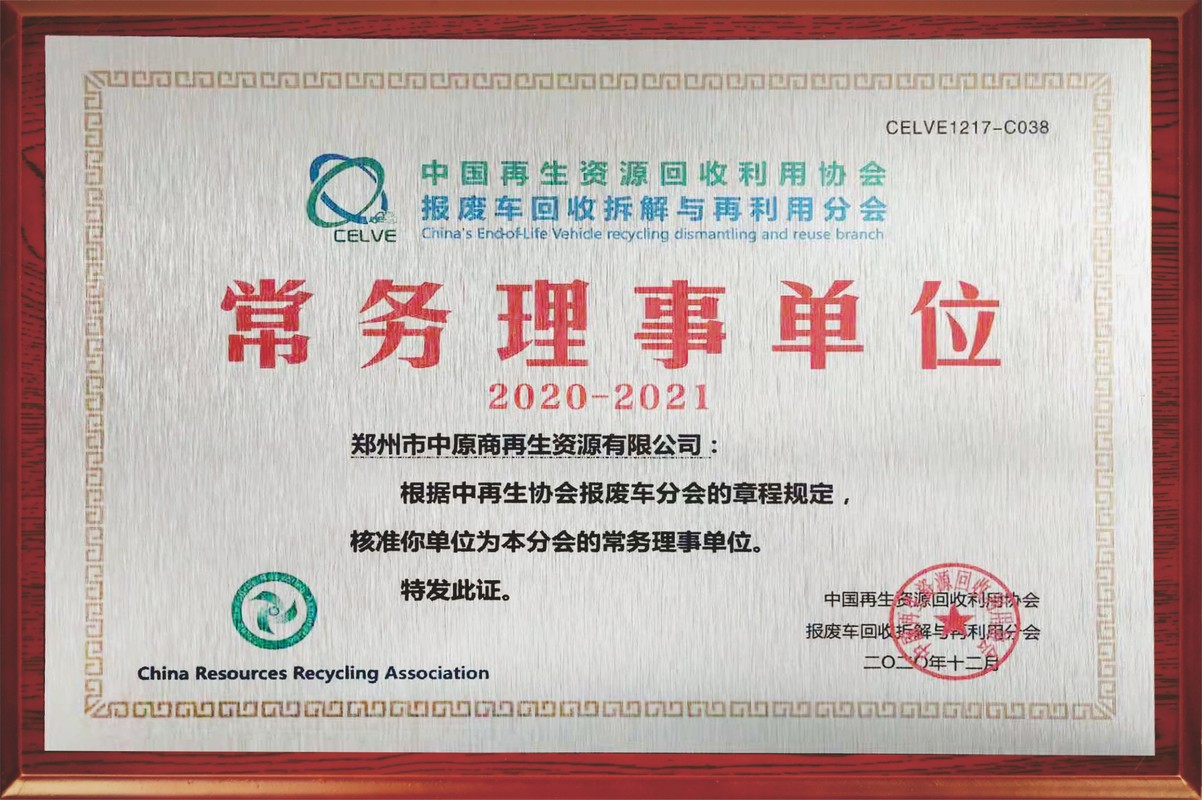 CELVE1217-C038
中国再生资源回收利用协会
报废车回收拆解与再利用分会
CELVE
China's End-of-Life Vehicle recycling dismantling and reuse branch
常务理事单位
2020-2021
郑州市中原商再生资源有限公司：
根据中再生协会报废车分会的章程规定，
核准你单位为本分会的常务理事单位。
特发此证。
中国再生资源回收利用协会
报废车回收拆解与再利用分会
二〇二〇年十二月
China Resources Recycling Association